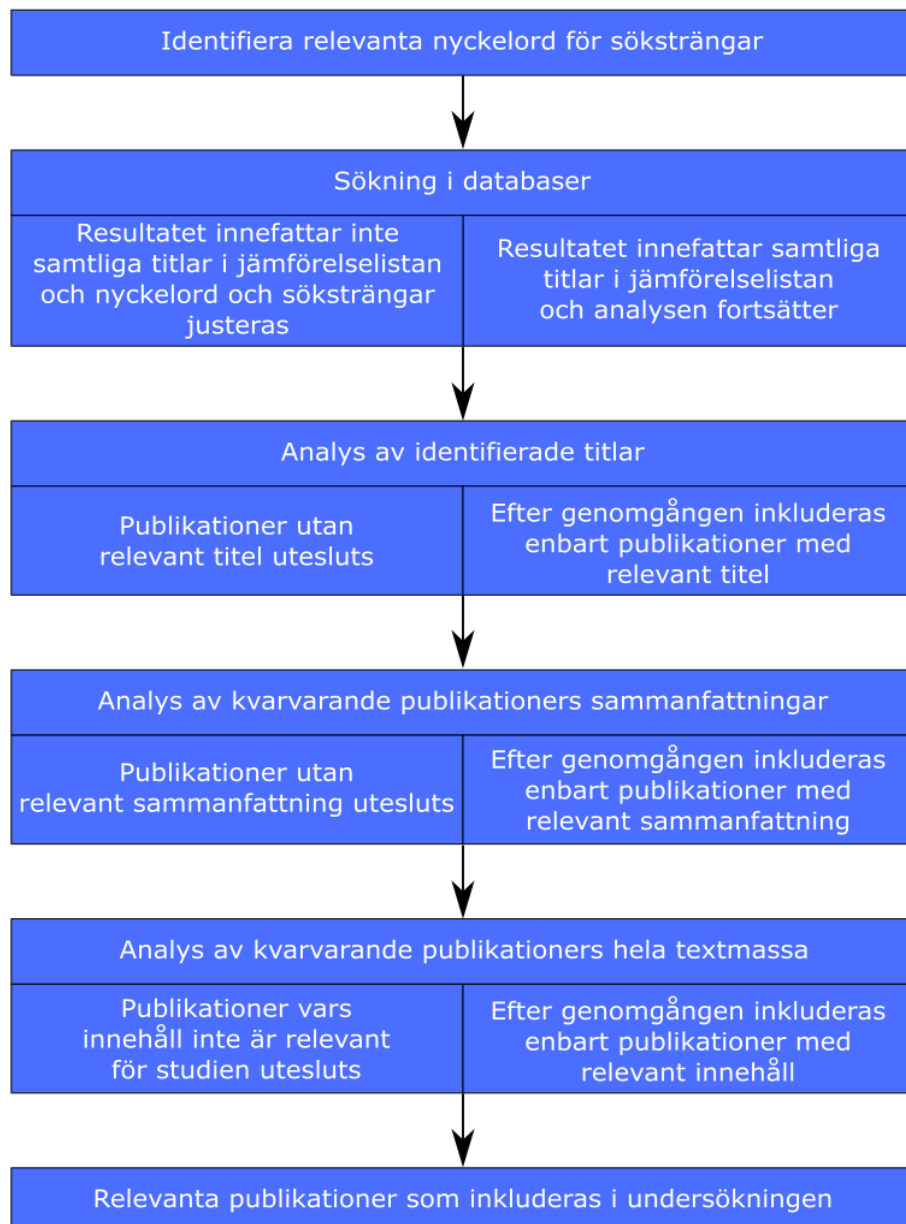 Identifiera relevanta nyckelord för söksträngar
Sökning i databaser
Resultatet innefattar inte
samtliga titlar i jämförelselistan
och nyckelord och söksträngar
justeras
Resultatet innefattar samtliga
titlar i jämförelselistan
och analysen fortsätter
Analys av identifierade titlar
Publikationer utan
relevant titel utesluts
Efter genomgången inkluderas
enbart publikationer med
relevant titel
Analys av kvarvarande publikationers sammanfattningar
Publikationer utan
relevant sammanfattning utesluts
Efter genomgången inkluderas
enbart publikationer med
relevant sammanfattning
Analys av kvarvarande publikationers hela textmassa
Publikationer vars
innehåll inte är relevant
för studien utesluts
Efter genomgången inkluderas
enbart publikationer med
relevant innehåll
Relevanta publikationer som inkluderas i undersökningen